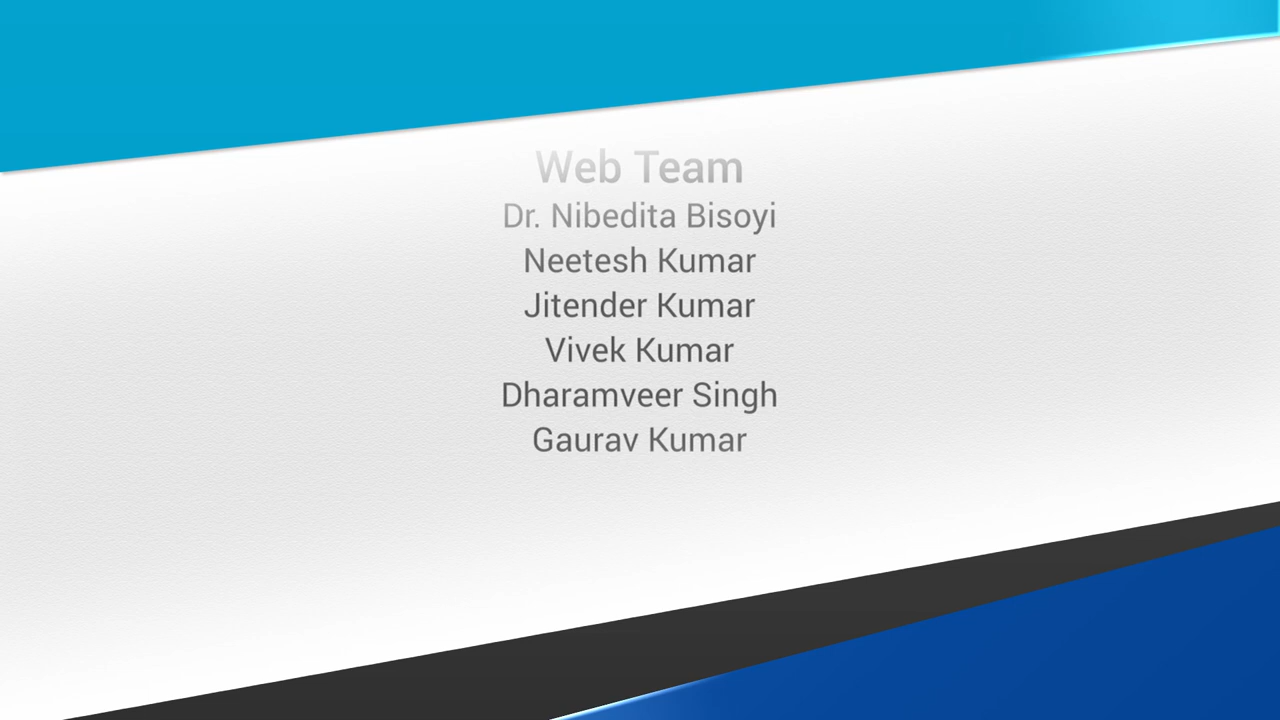 Web Team
Dr. Nibedita Bisoyi
Neetesh Kumar
Jitender Kumar
Vivek Kumar
Dharamveer Singh
Gaurav Kumar